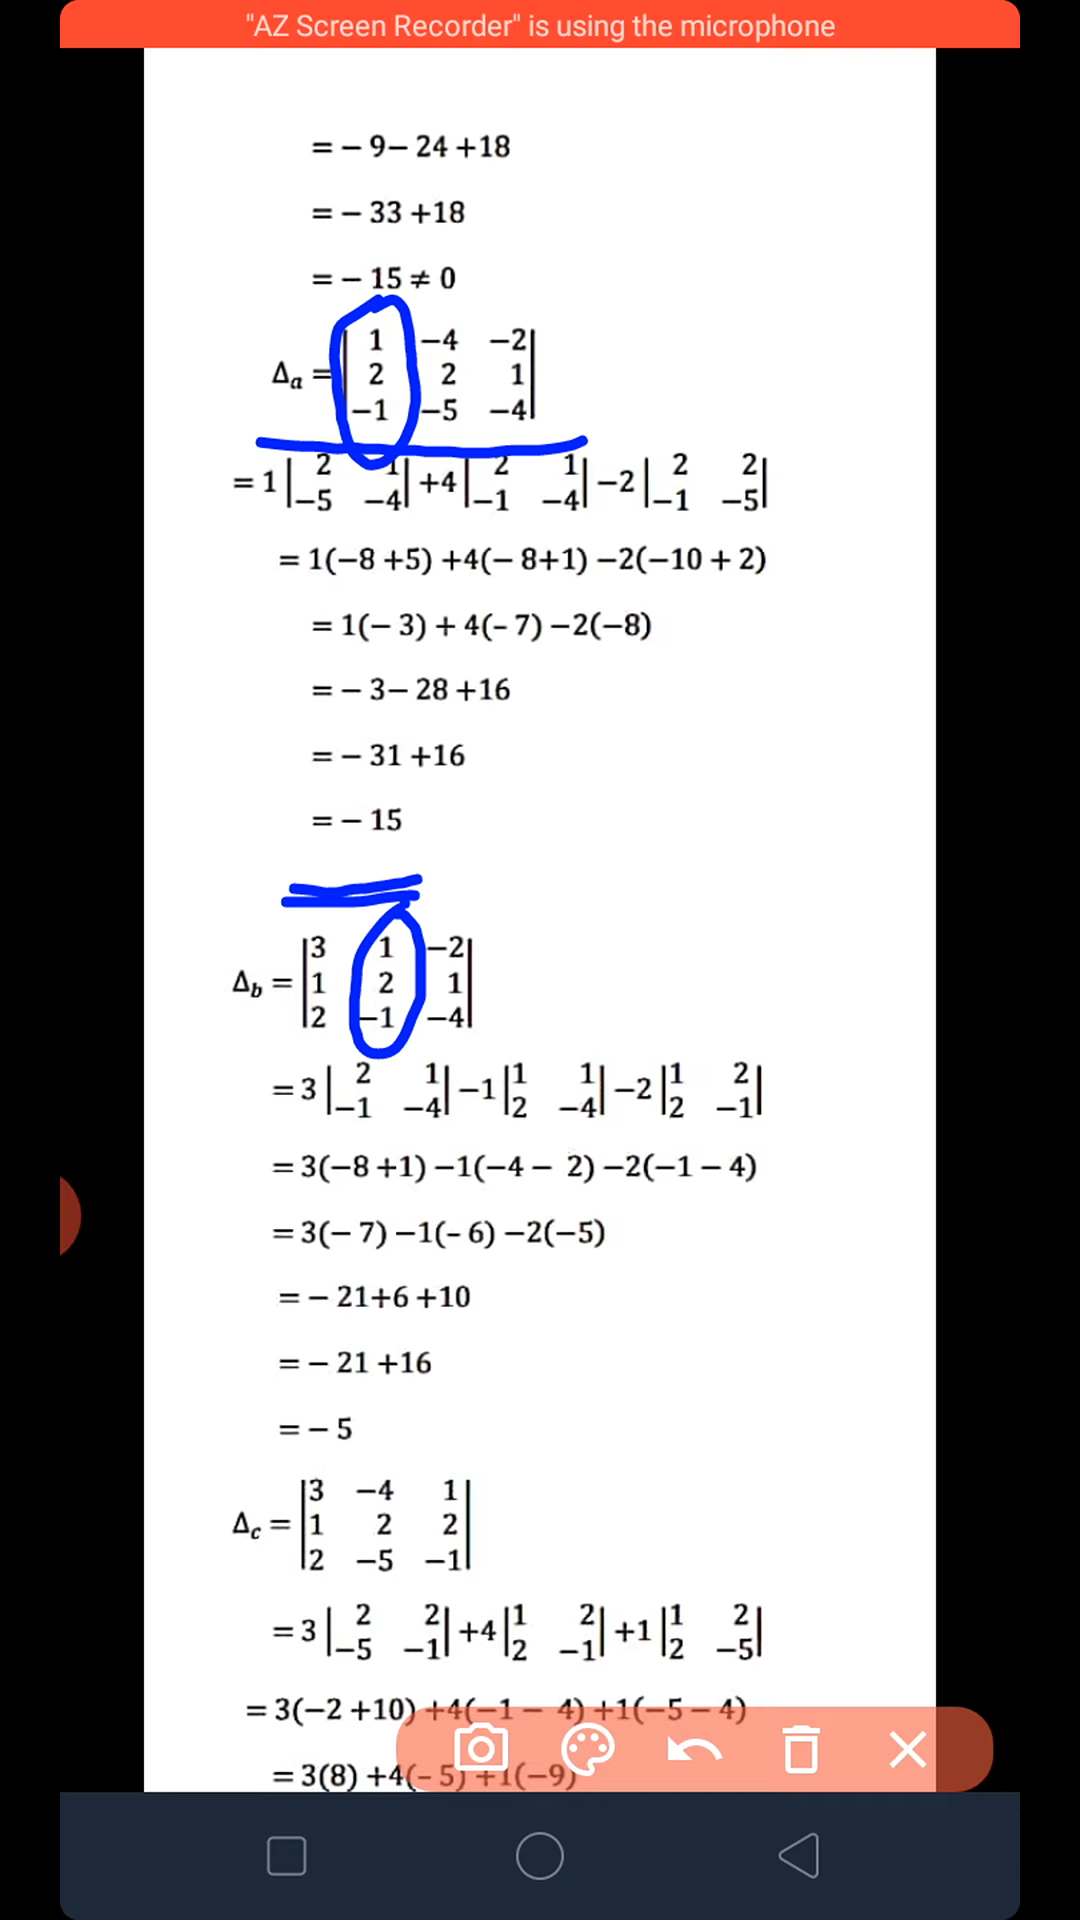 "AZ Screen Recorder" is using the microphone
= − 9− 24 +18
= − 33 +18
= − 15 ≠ 0
Δa = | 1 −4 −2 |
| 2 2 1 |
| −1 −5 −4 |
= 1 | 2 1 | +4 | 2 1 | −2 | 2 2 |
| −5 −4 | | −1 −4 | | −1 −5 |
= 1(−8 +5) +4(− 8+1) −2(−10 + 2)
= 1(− 3) + 4(− 7) −2(−8)
= − 3− 28 +16
= − 31 +16
= − 15
Δb = | 3 1 −2 |
| 1 2 1 |
| 2 −1 −4 |
= 3 | 2 1 | −1 | 1 1 | −2 | 1 2 |
| −1 −4 | | 2 −4 | | 2 −1 |
= 3(−8 +1) −1(−4 − 2) −2(−1 − 4)
= 3(− 7) −1(− 6) −2(−5)
= − 21+6 +10
= − 21 +16
= − 5
Δc = | 3 −4 1 |
| 1 2 2 |
| 2 −5 −1 |
= 3 | 2 2 | +4 | 1 2 | +1 | 1 2 |
| −5 −1 | | 2 −1 | | 2 −5 |
= 3(−2 +10) +4(−1 − 4) +1(−5 − 4)
= 3(8) +4(− 5) +1(−9)